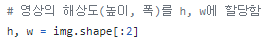 # 영상의 해상도(높이, 폭)를 h, w에 할당함
h, w = img.shape[:2]